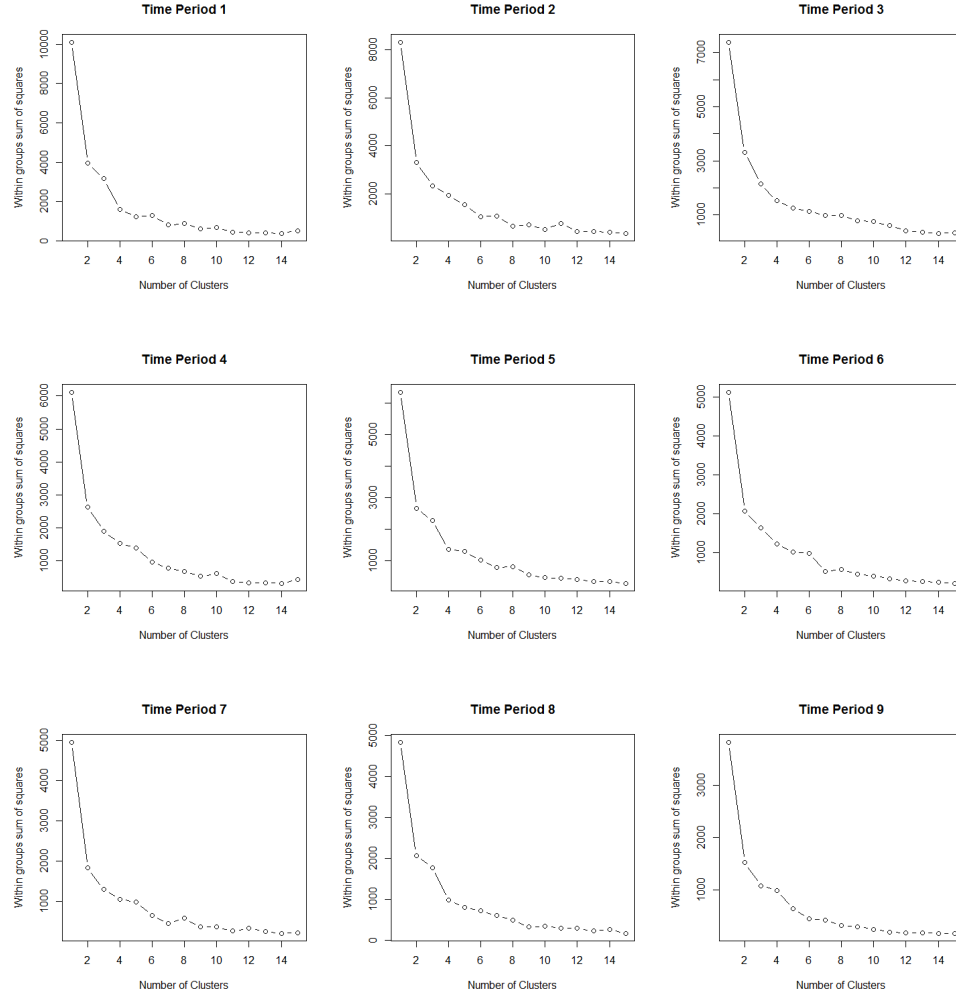 Time Period 1
Within groups sum of squares
0 2000 4000 6000 8000 10000
2 4 6 8 10 12 14
Number of Clusters
Time Period 2
Within groups sum of squares
2000 4000 6000 8000
2 4 6 8 10 12 14
Number of Clusters
Time Period 3
Within groups sum of squares
1000 3000 5000 7000
2 4 6 8 10 12 14
Number of Clusters
Time Period 4
Within groups sum of squares
1000 2000 3000 4000 5000 6000
2 4 6 8 10 12 14
Number of Clusters
Time Period 5
Within groups sum of squares
1000 3000 5000
2 4 6 8 10 12 14
Number of Clusters
Time Period 6
Within groups sum of squares
1000 2000 3000 4000 5000
2 4 6 8 10 12 14
Number of Clusters
Time Period 7
Within groups sum of squares
1000 2000 3000 4000 5000
2 4 6 8 10 12 14
Number of Clusters
Time Period 8
Within groups sum of squares
0 1000 2000 3000 4000 5000
2 4 6 8 10 12 14
Number of Clusters
Time Period 9
Within groups sum of squares
1000 2000 3000
2 4 6 8 10 12 14
Number of Clusters